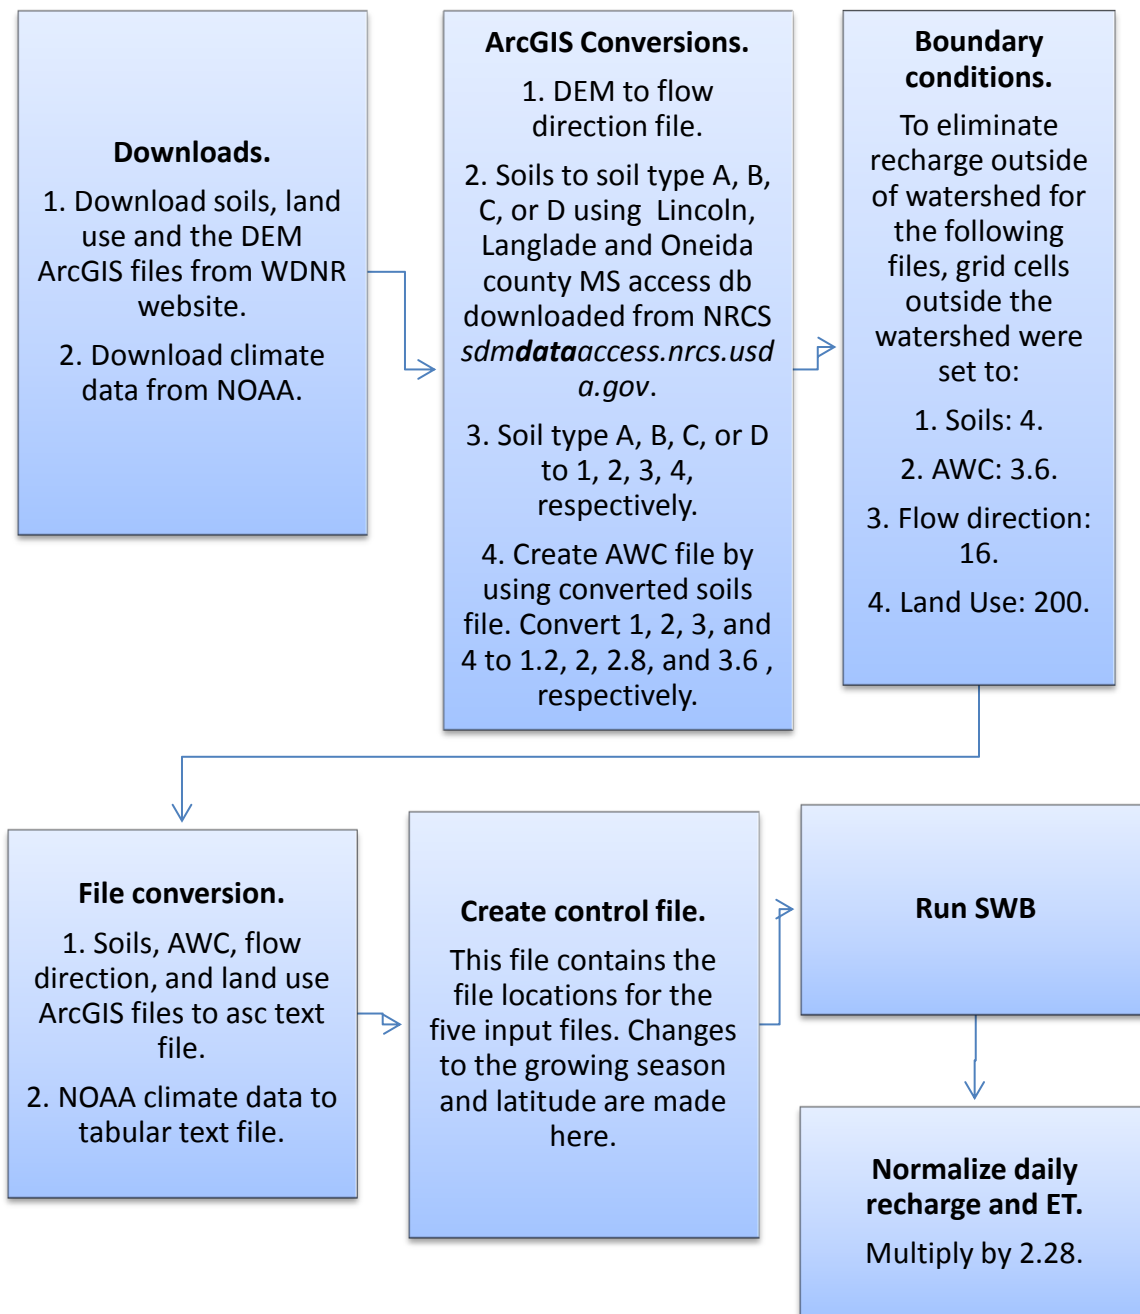 Downloads.
1. Download soils, land
use and the DEM
ArcGIS files from WDNR
website.
2. Download climate
data from NOAA.
ArcGIS Conversions.
1. DEM to flow
direction file.
2. Soils to soil type A, B,
C, or D using Lincoln,
Langlade and Oneida
county MS access db
downloaded from NRCS
sdmdataaccess.nrcs.usd
a.gov.
3. Soil type A, B, C, or D
to 1, 2, 3, 4,
respectively.
4. Create AWC file by
using converted soils
file. Convert 1, 2, 3, and
4 to 1.2, 2, 2.8, and 3.6 ,
respectively.
Boundary
conditions.
To eliminate
recharge outside
of watershed for
the following
files, grid cells
outside the
watershed were
set to:
1. Soils: 4.
2. AWC: 3.6.
3. Flow direction:
16.
4. Land Use: 200.
File conversion.
1. Soils, AWC, flow
direction, and land use
ArcGIS files to asc text
file.
2. NOAA climate data to
tabular text file.
Create control file.
This file contains the
file locations for the
five input files. Changes
to the growing season
and latitude are made
here.
Run SWB
Normalize daily
recharge and ET.
Multiply by 2.28.